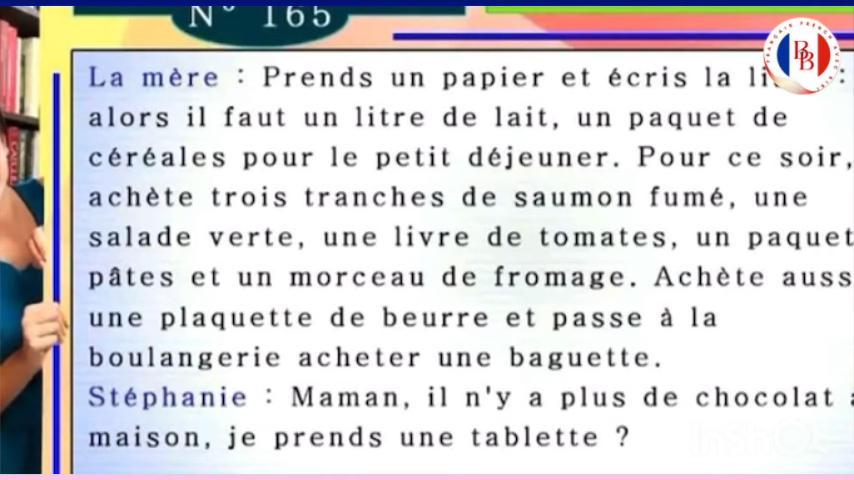 N° 165
La mère : Prends un papier et écris la :
alors il faut un litre de lait, un paquet de
céréales pour le petit déjeuner. Pour ce soir,
achète trois tranches de saumon fumé, une
salade verte, une livre de tomates, un paquet
pâtes et un morceau de fromage. Achète auss
une plaquette de beurre et passe à la
boulangerie acheter une baguette.
Stéphanie : Maman, il n'y a plus de chocolat
maison, je prends une tablette ?